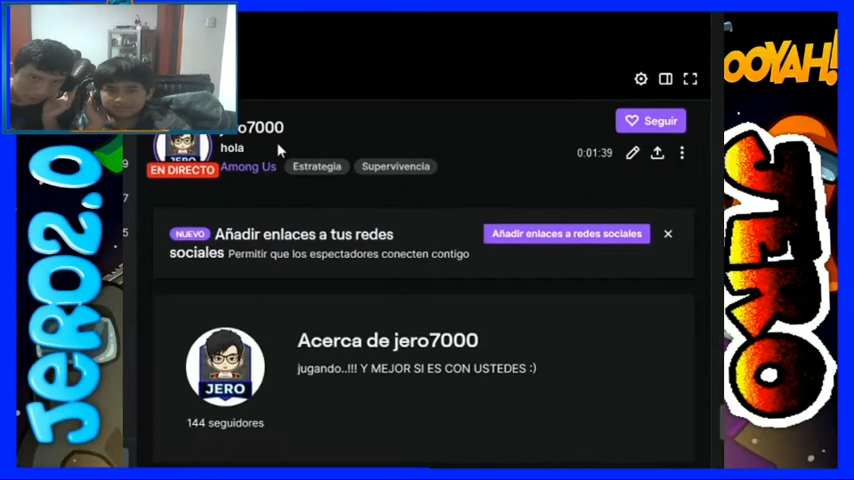 OOYAH!
jero7000
Seguir
hola
0:01:39
EN DIRECTO
Among Us
Estrategia
Supervivencia
NUEVO
Añadir enlaces a tus redes
sociales Permitir que los espectadores conecten contigo
Añadir enlaces a redes sociales
Acerca de jero7000
jugando..!!! Y MEJOR SI ES CON USTEDES :)
JERO
144 seguidores
JERO2.0
JERO